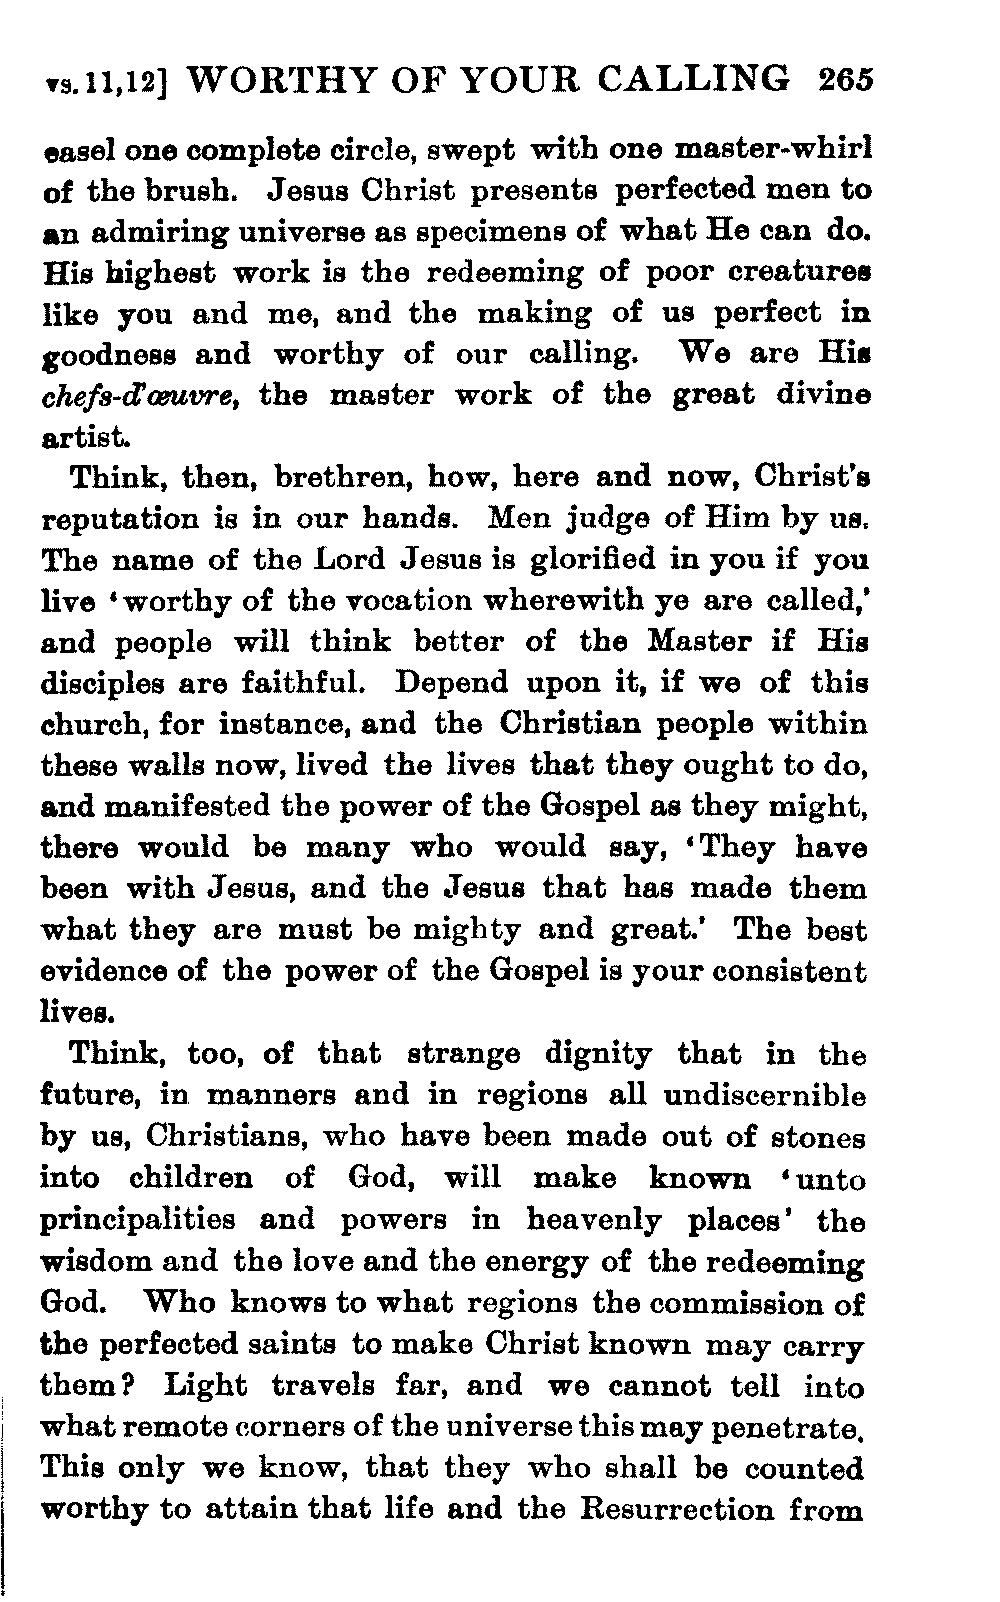 vs. 11,12] WORTHY OF YOUR CALLING 265
easel one complete circle, swept with one master-whirl
of the brush. Jesus Christ presents perfected men to
an admiring universe as specimens of what He can do.
His highest work is the redeeming of poor creatures
like you and me, and the making of us perfect in
goodness and worthy of our calling. We are His
chefs-d'œuvre, the master work of the great divine
artist.
Think, then, brethren, how, here and now, Christ's
reputation is in our hands. Men judge of Him by us.
The name of the Lord Jesus is glorified in you if you
live 'worthy of the vocation wherewith ye are called,'
and people will think better of the Master if His
disciples are faithful. Depend upon it, if we of this
church, for instance, and the Christian people within
these walls now, lived the lives that they ought to do,
and manifested the power of the Gospel as they might,
there would be many who would say, 'They have
been with Jesus, and the Jesus that has made them
what they are must be mighty and great.' The best
evidence of the power of the Gospel is your consistent
lives.
Think, too, of that strange dignity that in the
future, in manners and in regions all undiscernible
by us, Christians, who have been made out of stones
into children of God, will make known 'unto
principalities and powers in heavenly places' the
wisdom and the love and the energy of the redeeming
God. Who knows to what regions the commission of
the perfected saints to make Christ known may carry
them? Light travels far, and we cannot tell into
what remote corners of the universe this may penetrate.
This only we know, that they who shall be counted
worthy to attain that life and the Resurrection from